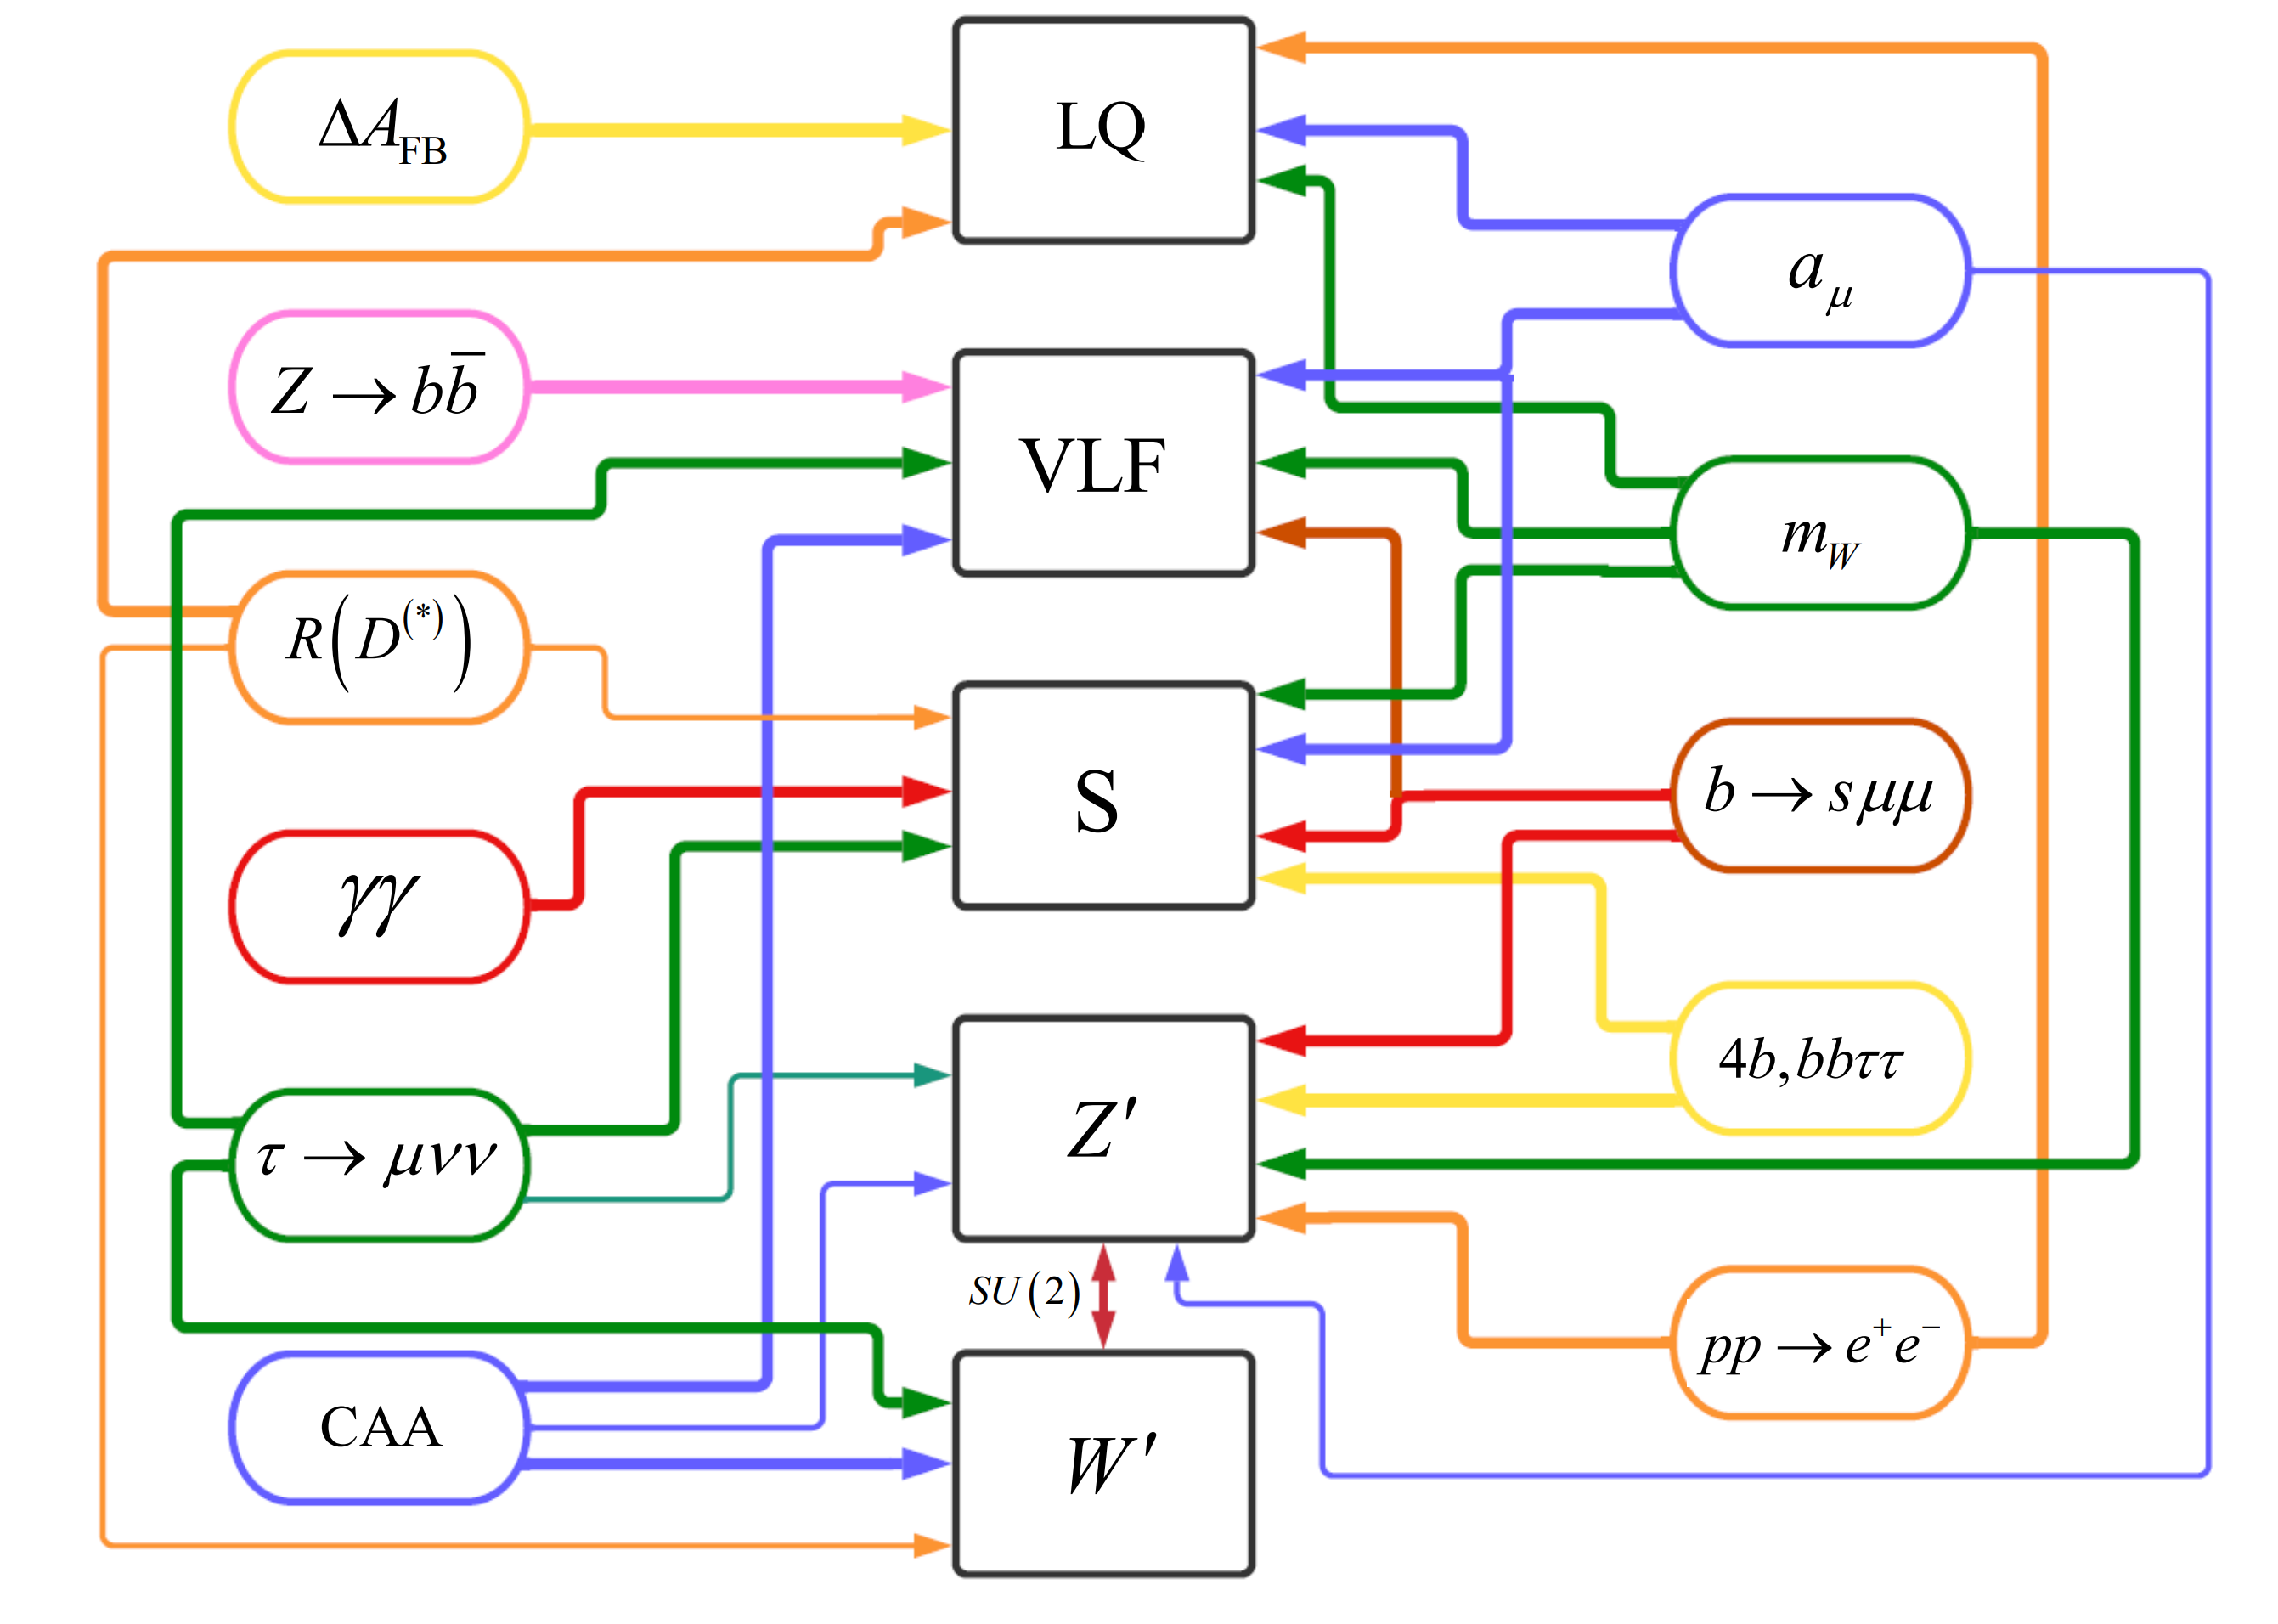 ΔA_FB
LQ
a_μ
Z → bb̅
VLF
m_W
R(D^(*))
S
b → sμμ
γγ
4b, bbττ
Z′
τ → μνν
SU(2)
pp → e⁺e⁻
CAA
W′